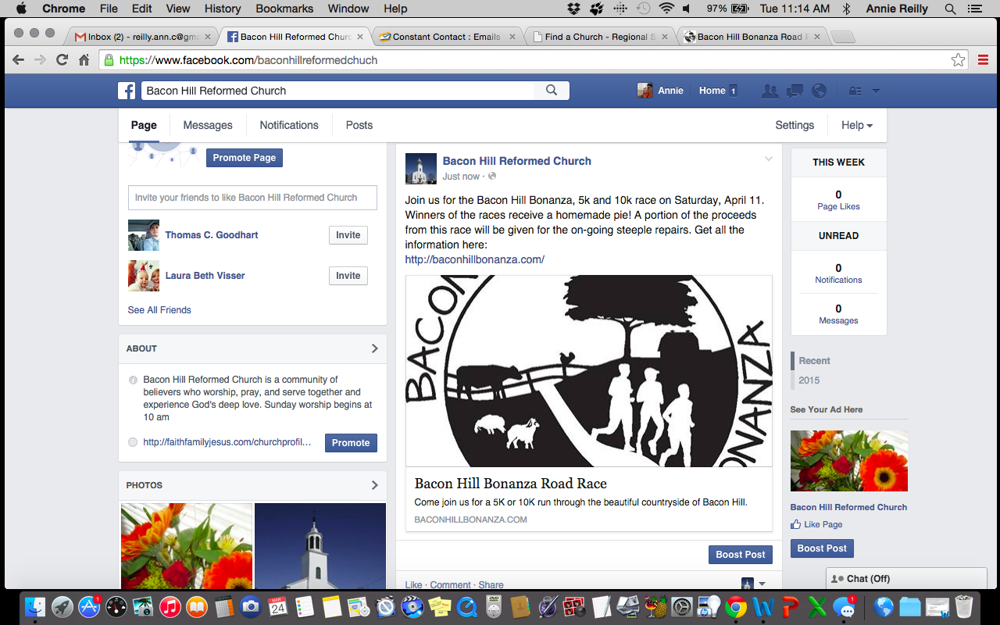 Chrome File Edit View History Bookmarks Window Help 97% Tue 11:14 AM Annie Reilly
Inbox (2) - reilly.ann.c@gm
Bacon Hill Reformed Churc
Constant Contact : Emails
Find a Church - Regional S
Bacon Hill Bonanza Road
https://www.facebook.com/baconhillreformedchuch
Bacon Hill Reformed Church
Annie Home 1
Page Messages Notifications Posts Settings Help
Promote Page
Invite your friends to like Bacon Hill Reformed Church
Thomas C. Goodhart Invite
Laura Beth Visser Invite
See All Friends
ABOUT
Bacon Hill Reformed Church is a community of
believers who worship, pray, and serve together and
experience God's deep love. Sunday worship begins at
10 am
http://faithfamilyjesus.com/churchprofil... Promote
PHOTOS
Bacon Hill Reformed Church
Just now ·
Join us for the Bacon Hill Bonanza, 5k and 10k race on Saturday, April 11.
Winners of the races receive a homemade pie! A portion of the proceeds
from this race will be given for the on-going steeple repairs. Get all the
information here:
http://baconhillbonanza.com/
BACON
ONANZA
Bacon Hill Bonanza Road Race
Come join us for a 5K or 10K run through the beautiful countryside of Bacon Hill.
BACONHILLBONANZA.COM
Boost Post
Like · Comment · Share
THIS WEEK
0
Page Likes
UNREAD
0
Notifications
0
Messages
Recent
2015
See Your Ad Here
Bacon Hill Reformed Church
Like Page
Boost Post
Chat (Off)
1
MAR
24
1